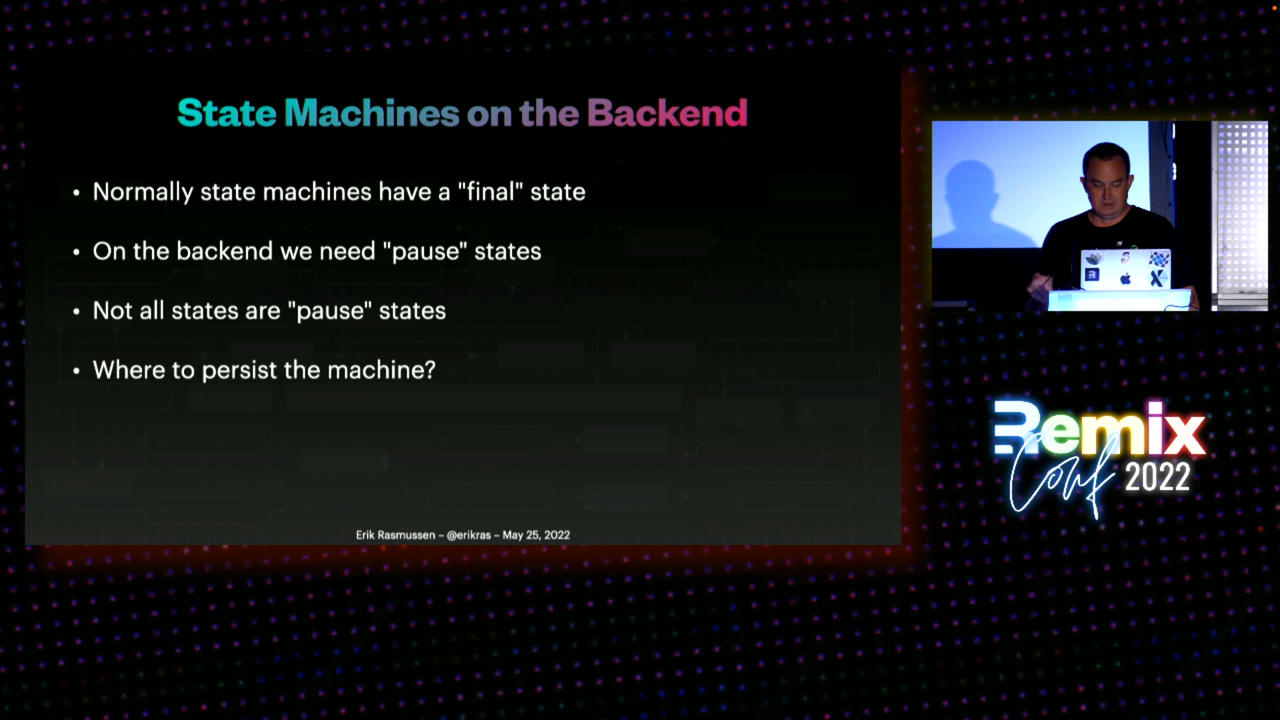 State Machines on the Backend
• Normally state machines have a "final" state
• On the backend we need "pause" states
• Not all states are "pause" states
• Where to persist the machine?
Erik Rasmussen – @erikras – May 25, 2022
Remix
Conf 2022